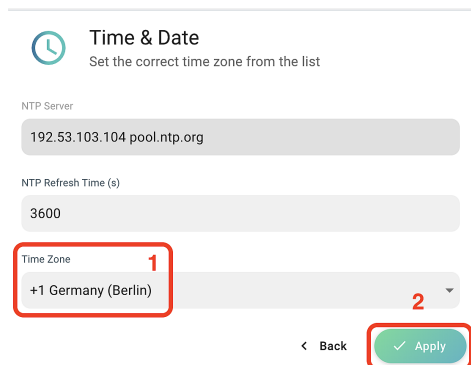 Time & Date
Set the correct time zone from the list
NTP Server
192.53.103.104 pool.ntp.org
NTP Refresh Time (s)
3600
Time Zone
1
+1 Germany (Berlin)
2
Back
Apply